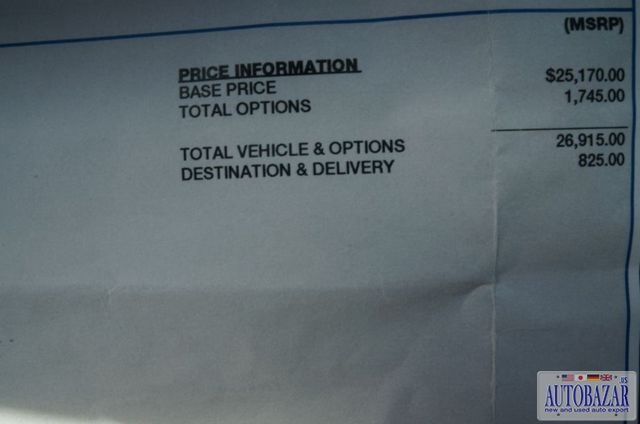 (MSRP)
PRICE INFORMATION
BASE PRICE $25,170.00
TOTAL OPTIONS 1,745.00
TOTAL VEHICLE & OPTIONS 26,915.00
DESTINATION & DELIVERY 825.00
AUTOBAZAR.US
new and used auto export